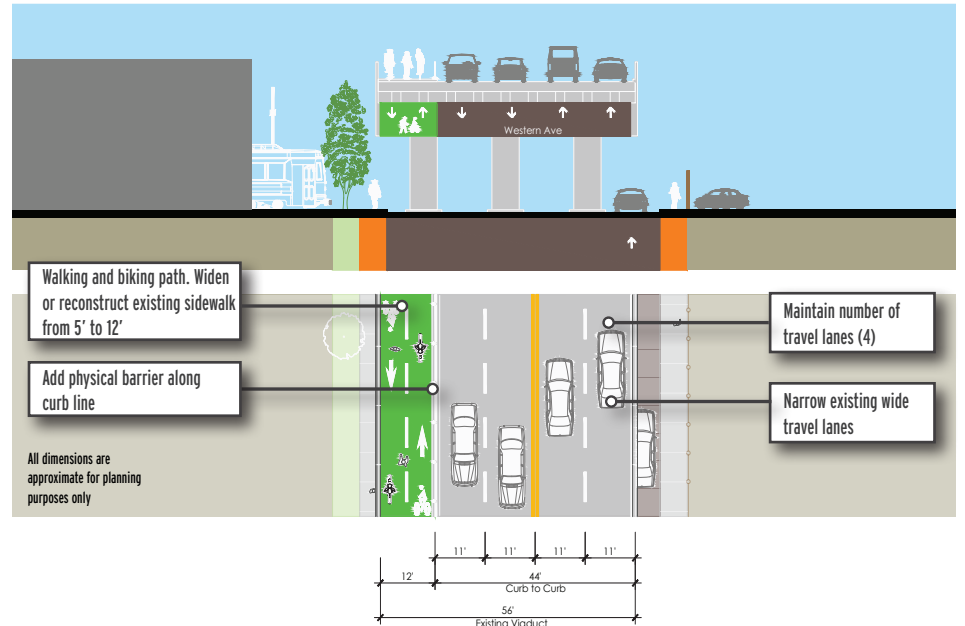 Western Ave
Walking and biking path. Widen
or reconstruct existing sidewalk
from 5' to 12'
Add physical barrier along
curb line
All dimensions are
approximate for planning
purposes only
Maintain number of
travel lanes (4)
Narrow existing wide
travel lanes
11' 11' 11' 11'
12' 44'
Curb to Curb
56'
Existing Viaduct